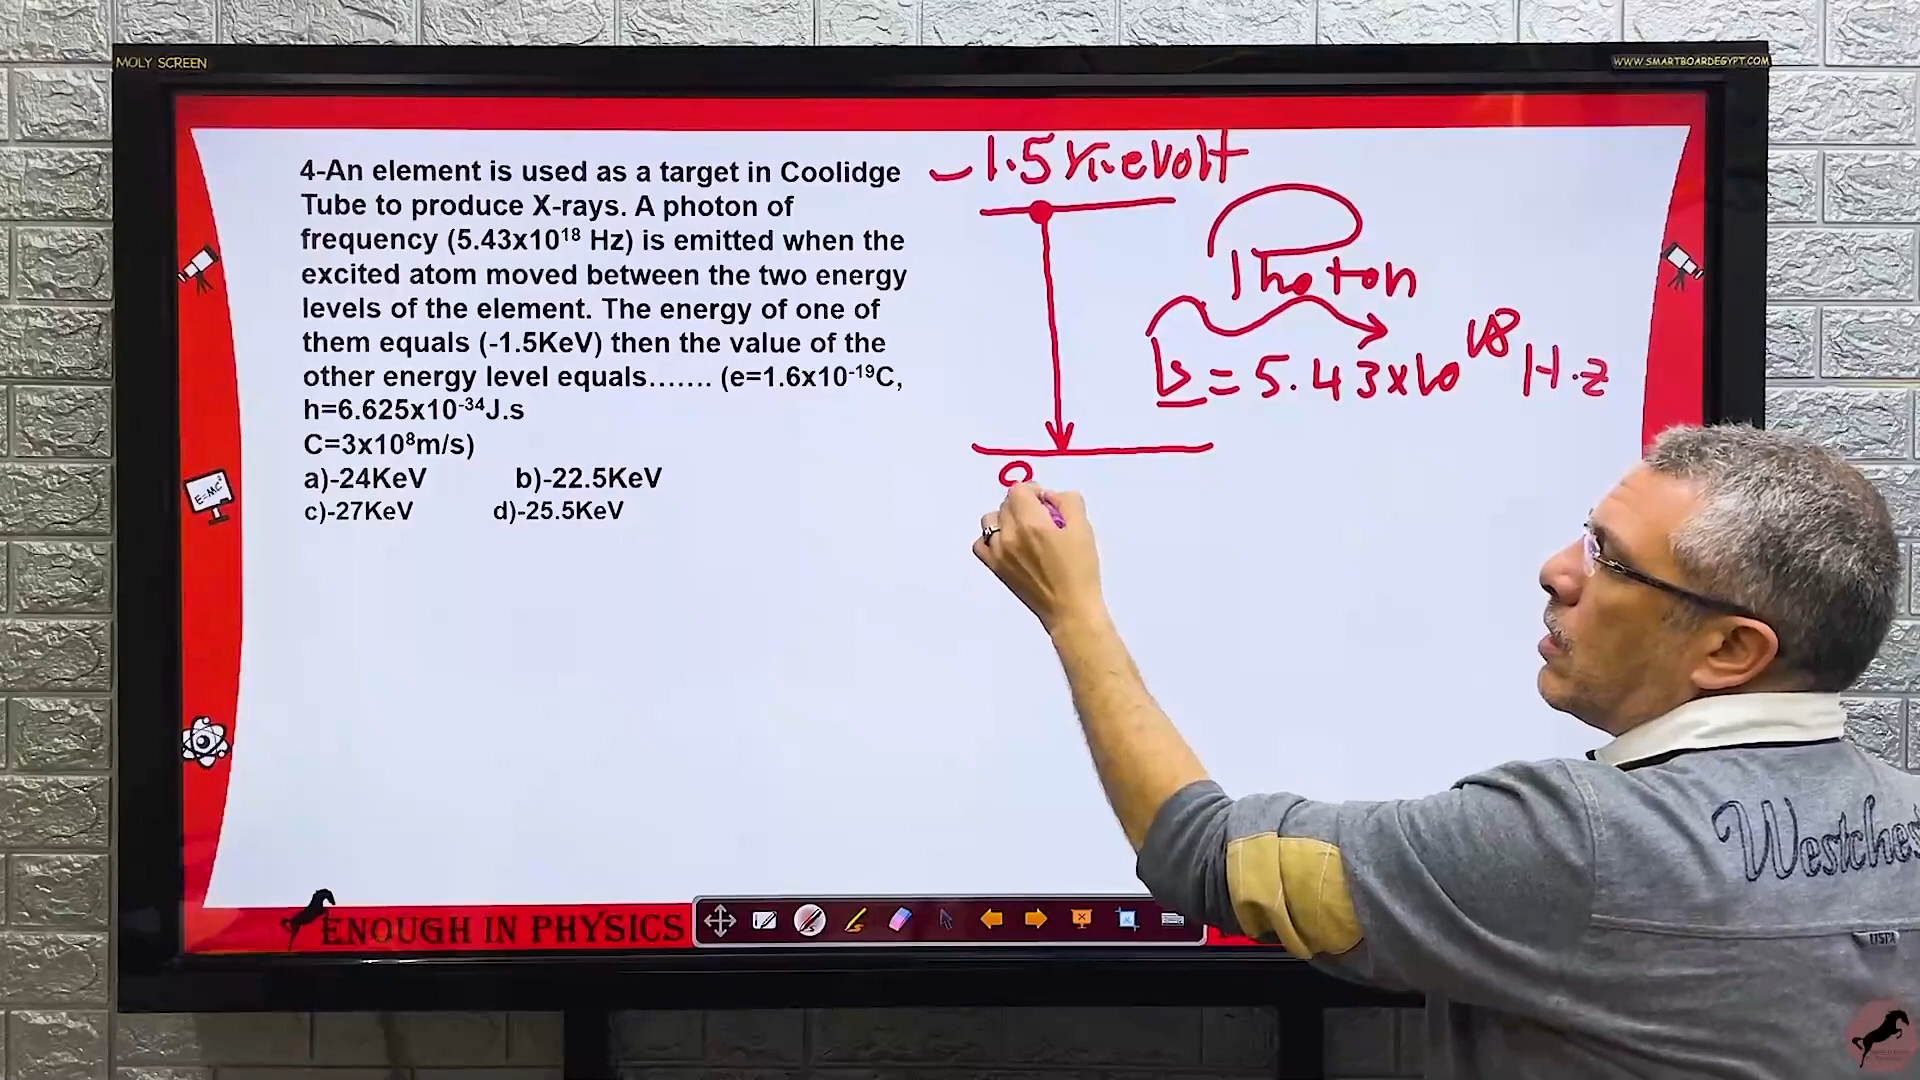 MOLY SCREEN
WWW.SMARTBOARDEGYPT.COM
4-An element is used as a target in Coolidge
Tube to produce X-rays. A photon of
frequency (5.43x10¹⁸ Hz) is emitted when the
excited atom moved between the two energy
levels of the element. The energy of one of
them equals (-1.5KeV) then the value of the
other energy level equals....... (e=1.6x10⁻¹⁹C,
h=6.625x10⁻³⁴J.s
C=3x10⁸m/s)
a)-24KeV b)-22.5KeV
c)-27KeV d)-25.5KeV
-1.5 K.evolt
Photon
ν = 5.43x10¹⁸ H.z
E=MC²
ENOUGH IN PHYSICS
Westches
USPA